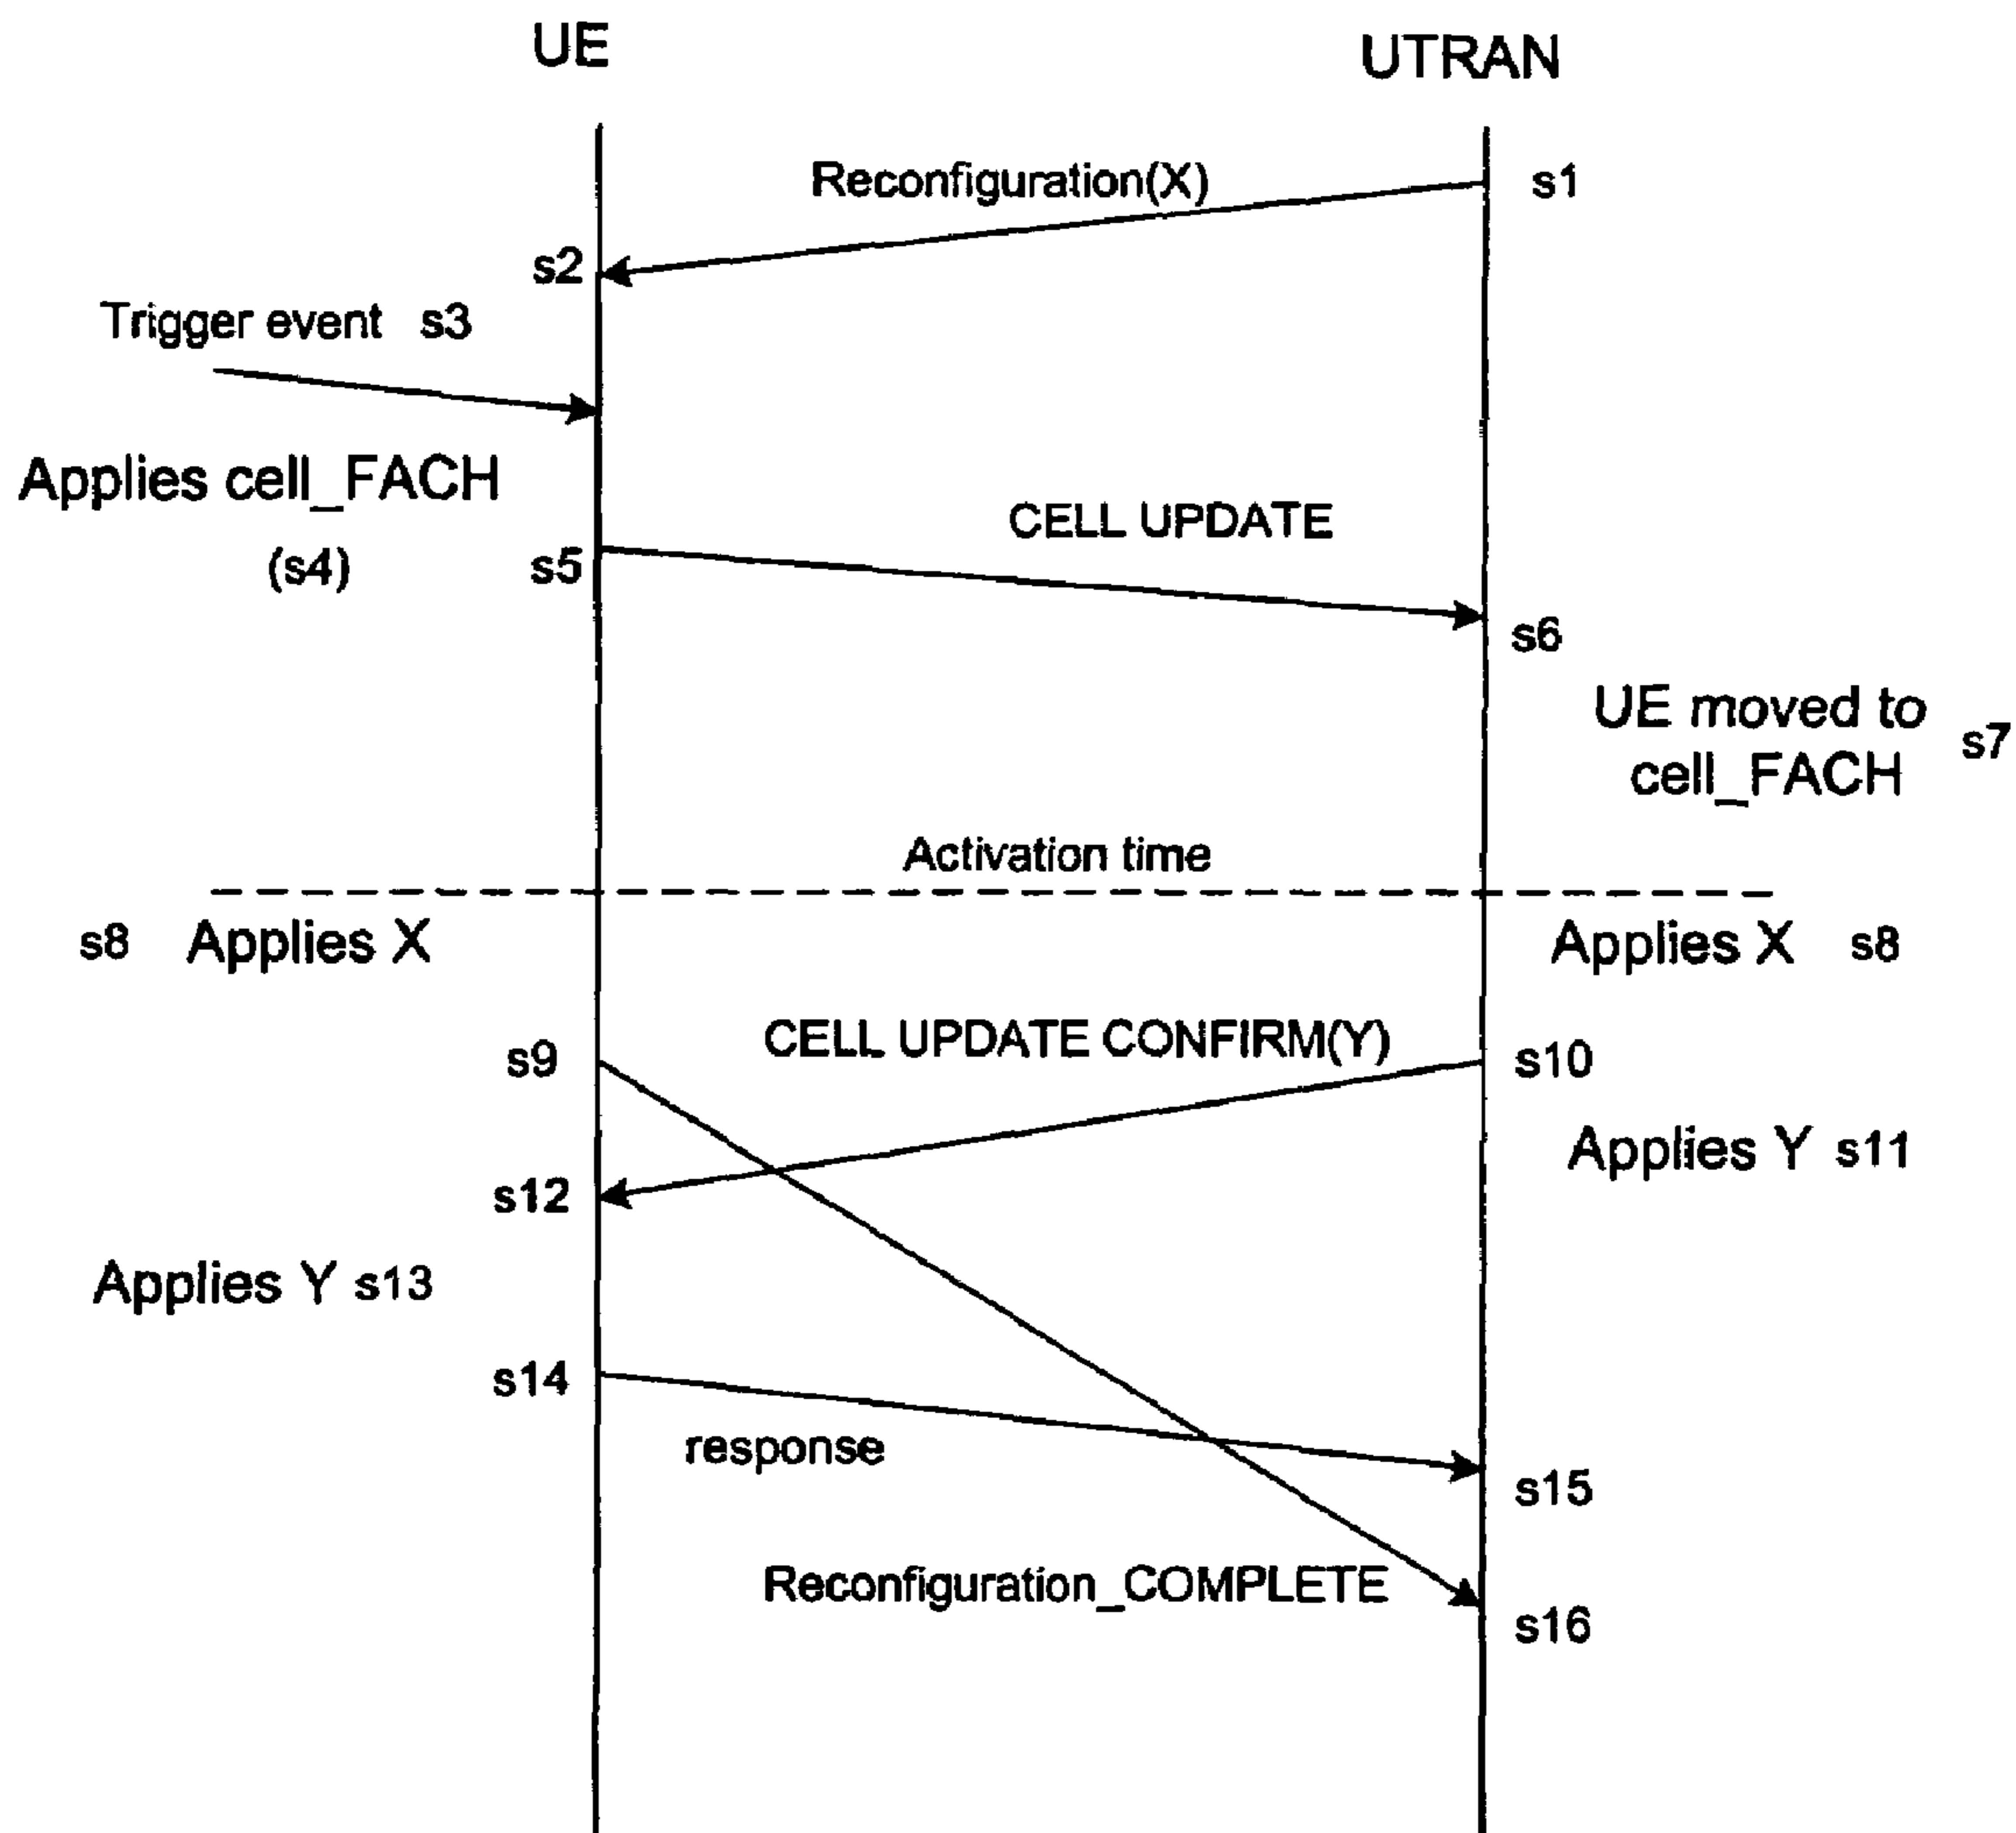 UE
UTRAN
Reconfiguration(X)
s1
s2
Trigger event s3
Applies cell_FACH
(s4)
CELL UPDATE
s5
s6
UE moved to
cell_FACH
s7
Activation time
s8 Applies X
Applies X s8
s9
CELL UPDATE CONFIRM(Y)
s10
Applies Y s11
s12
Applies Y s13
s14
response
s15
Reconfiguration_COMPLETE
s16